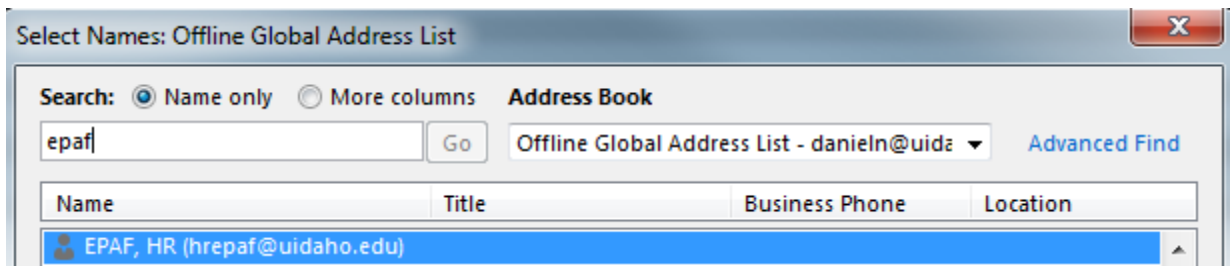 Select Names: Offline Global Address List
Search: Name only More columns Address Book
epaf Go Offline Global Address List - danieln@uida Advanced Find
Name Title Business Phone Location
EPAF, HR (hrepaf@uidaho.edu)